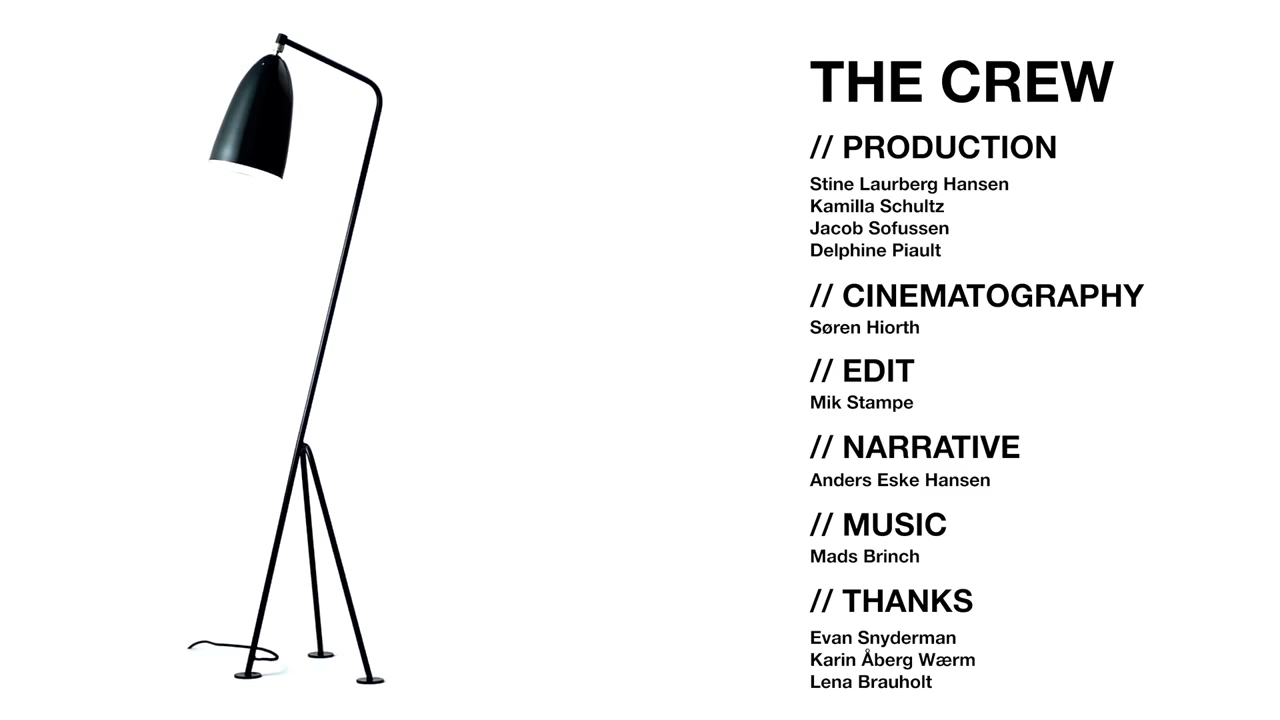 THE CREW
// PRODUCTION
Stine Laurberg Hansen
Kamilla Schultz
Jacob Sofussen
Delphine Piault
// CINEMATOGRAPHY
Søren Hiorth
// EDIT
Mik Stampe
// NARRATIVE
Anders Eske Hansen
// MUSIC
Mads Brinch
// THANKS
Evan Snyderman
Karin Åberg Wærm
Lena Brauholt